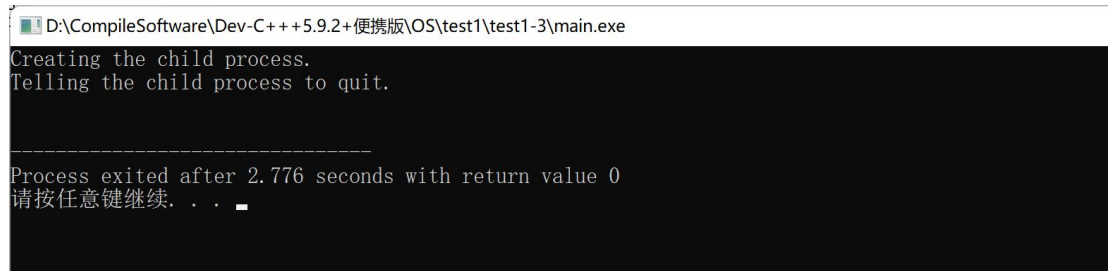 D:\CompileSoftware\Dev-C+++5.9.2+便携版\OS\test1\test1-3\main.exe
Creating the child process.
Telling the child process to quit.
--------------------------------
Process exited after 2.776 seconds with return value 0
请按任意键继续. . .